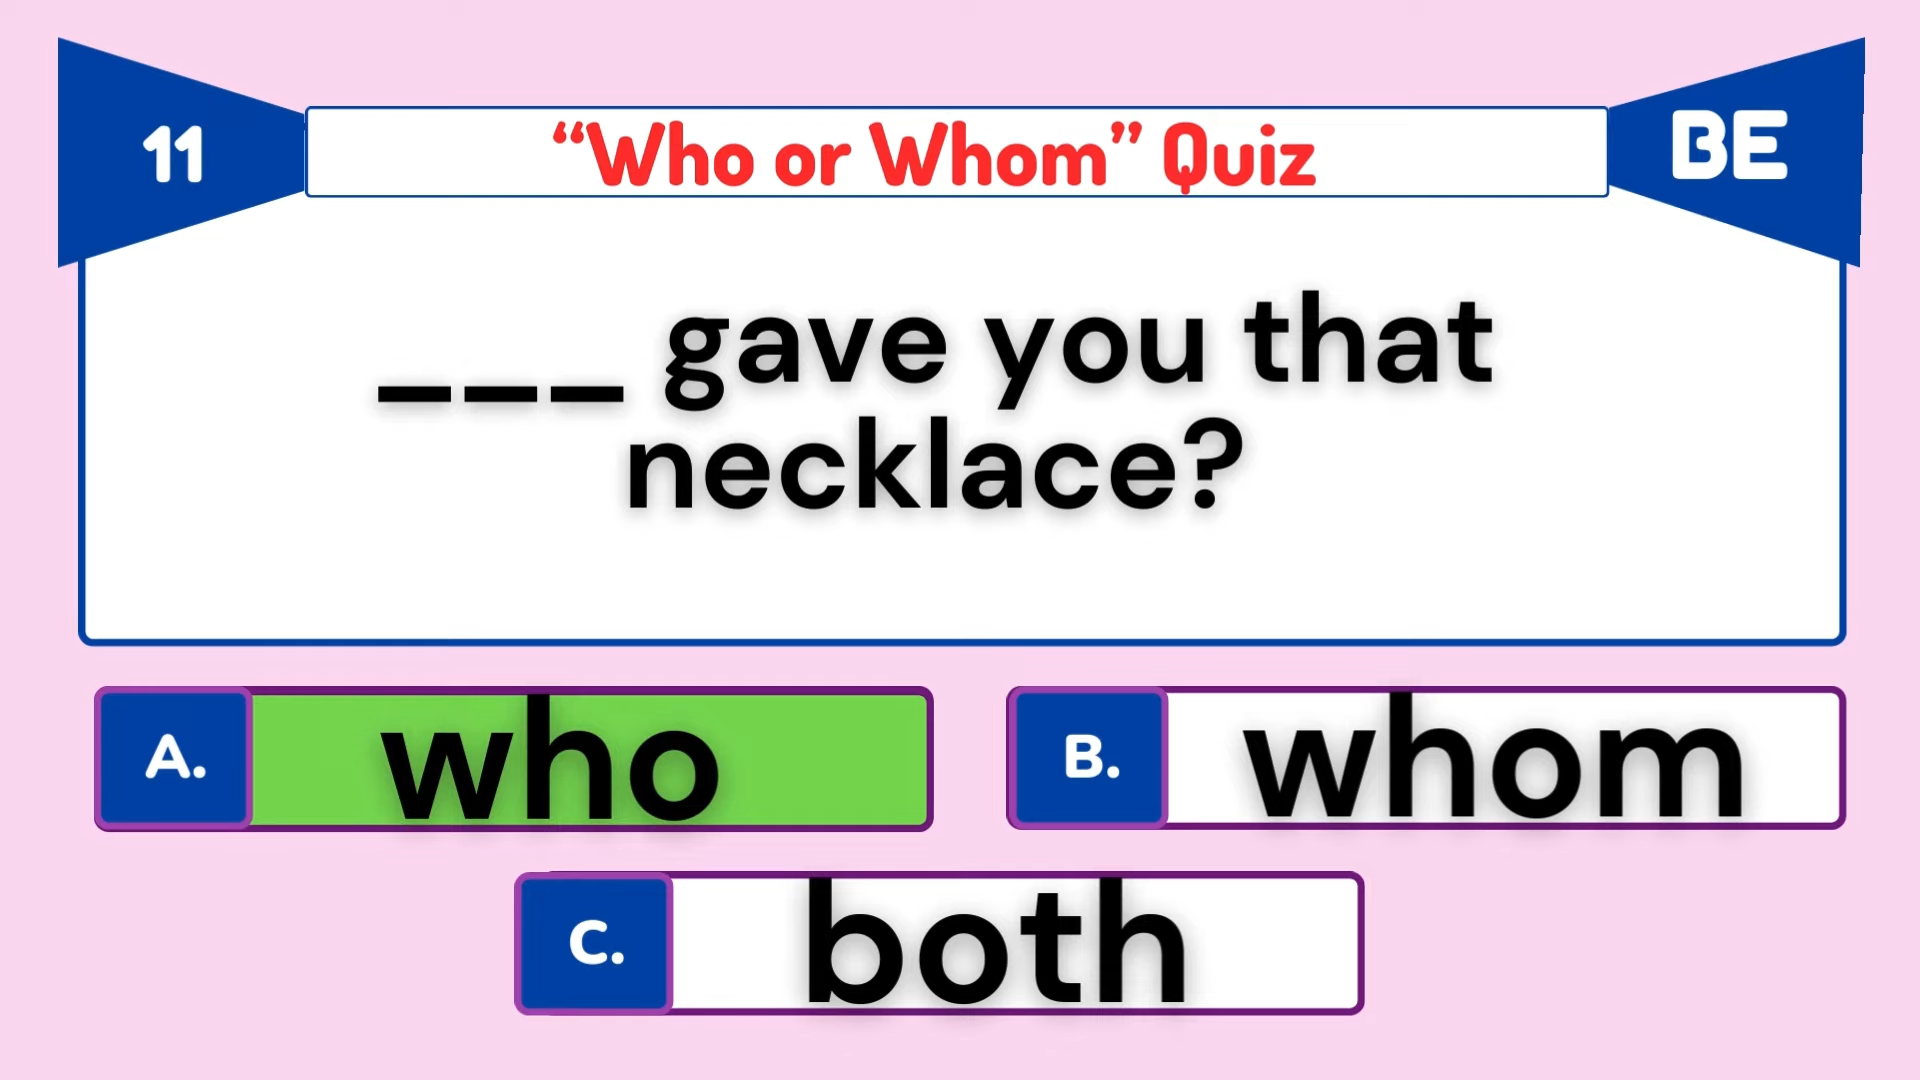 11
“Who or Whom” Quiz
BE
___ gave you that
necklace?
A. who
B. whom
C. both